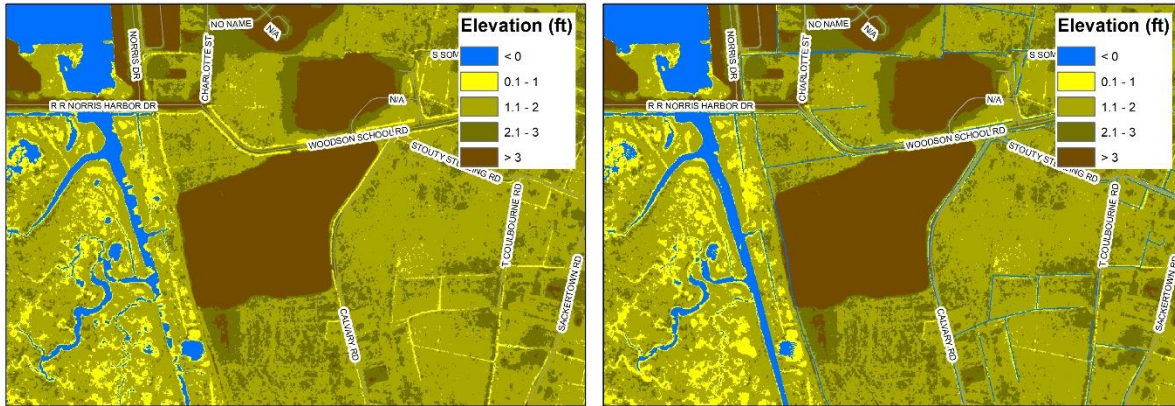 NO NAME
N/A
NORRIS DR
CHARLOTTE ST
R R NORRIS HARBOR DR
N/A
WOODSON SCHOOL RD
T COULBOURNE RD
SACKERTOWN RD
CALVARY RD
S SOM
Elevation (ft)
< 0
0.1 - 1
1.1 - 2
2.1 - 3
> 3
NO NAME
N/A
NORRIS DR
CHARLOTTE ST
R R NORRIS HARBOR DR
N/A
WOODSON SCHOOL RD
T COULBOURNE RD
SACKERTOWN RD
CALVARY RD
S SOM
Elevation (ft)
< 0
0.1 - 1
1.1 - 2
2.1 - 3
> 3